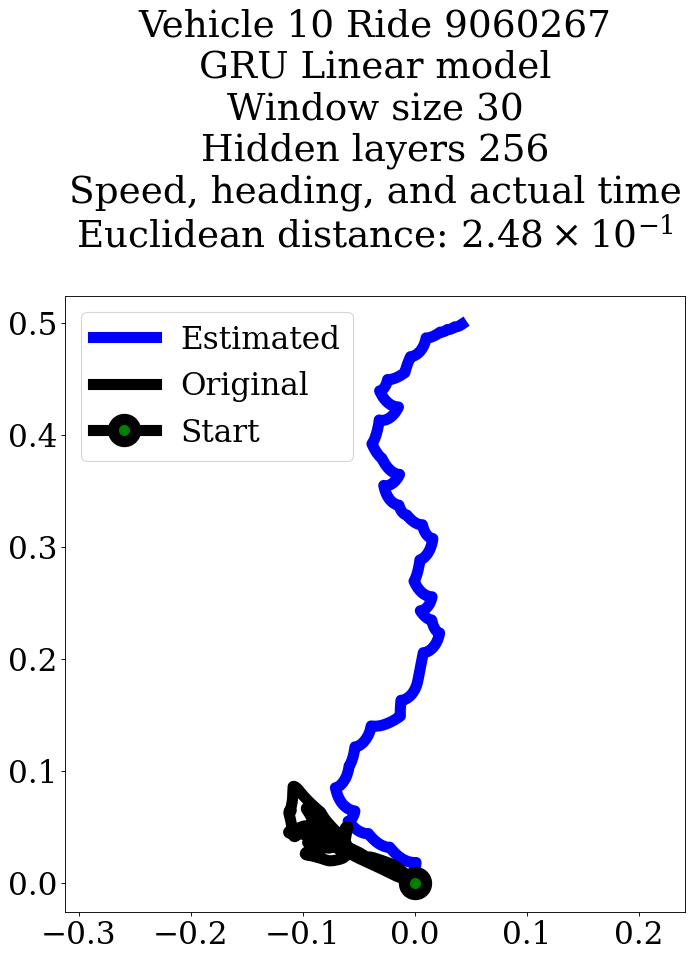 Vehicle 10 Ride 9060267
GRU Linear model
Window size 30
Hidden layers 256
Speed, heading, and actual time
Euclidean distance: 2.48 × 10⁻¹
Estimated
Original
Start
0.5
0.4
0.3
0.2
0.1
0.0
−0.3 −0.2 −0.1 0.0 0.1 0.2